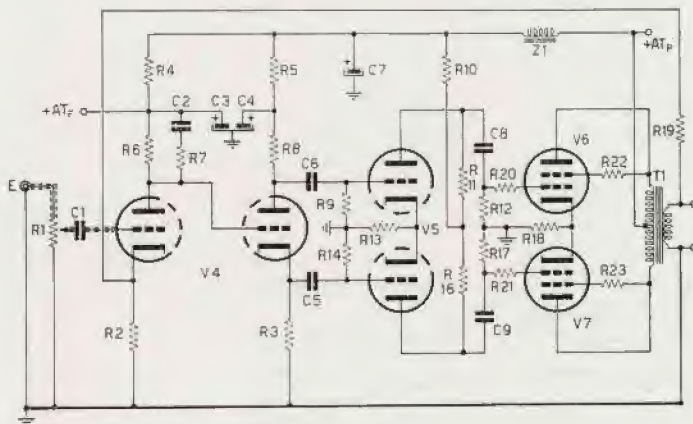 R4
R5
C7
R10
Z1
+ATP
+ATF
C2
C3
C4
R6
R7
R8
C6
C8
V6
R19
E
R1
C1
R9
R11
R20
R22
T1
R12
R13
V5
R18
V4
R14
R17
C5
R16
R21
R23
R2
R3
C9
V7